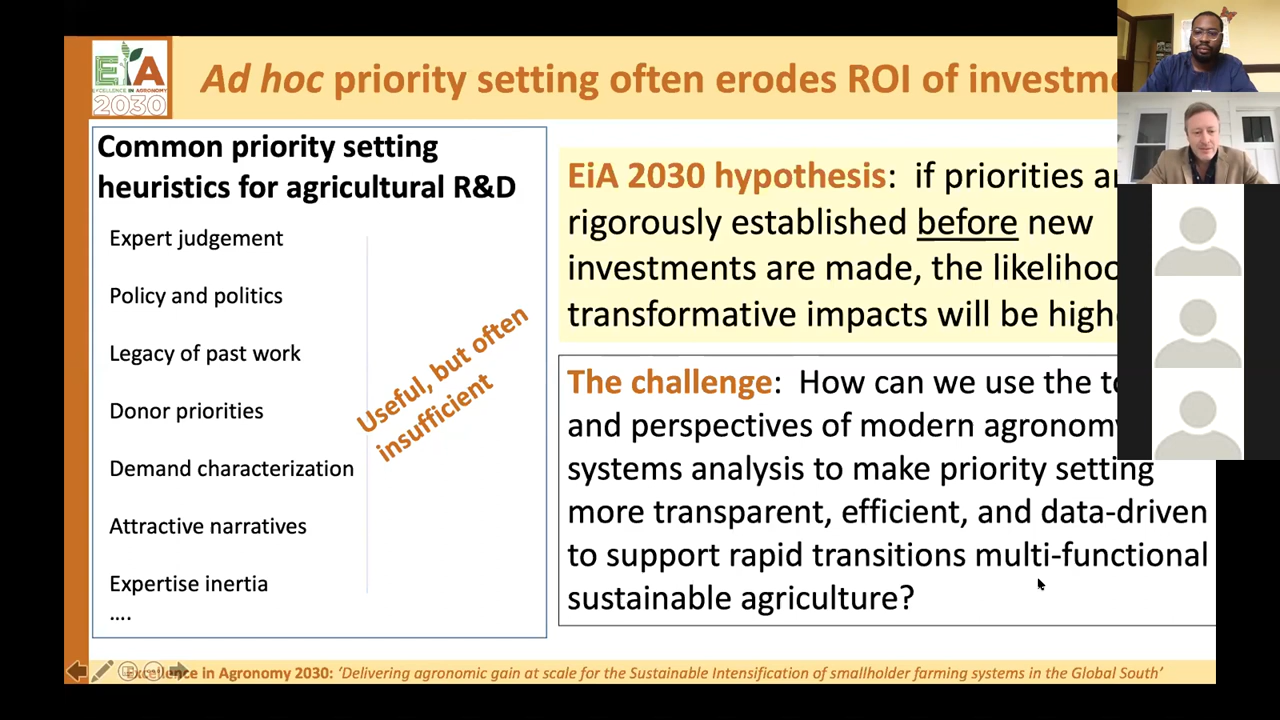 EiA
EXCELLENCE IN AGRONOMY
2030
Ad hoc priority setting often erodes ROI of
Common priority setting
heuristics for agricultural R&D
Expert judgement
Policy and politics
Legacy of past work
Donor priorities
Demand characterization
Attractive narratives
Expertise inertia
....
Useful, but often
insufficient
EiA 2030 hypothesis: if priorities
rigorously established before new
investments are made, the
transformative impacts will be
The challenge: How can we use the
and perspectives of modern agronomy
systems analysis to make priority setting
more transparent, efficient, and data-driven
to support rapid transitions multi-functional
sustainable agriculture?
Excellence in Agronomy 2030: ‘Delivering agronomic gain at scale for the Sustainable Intensification of smallholder farming systems in the Global South’